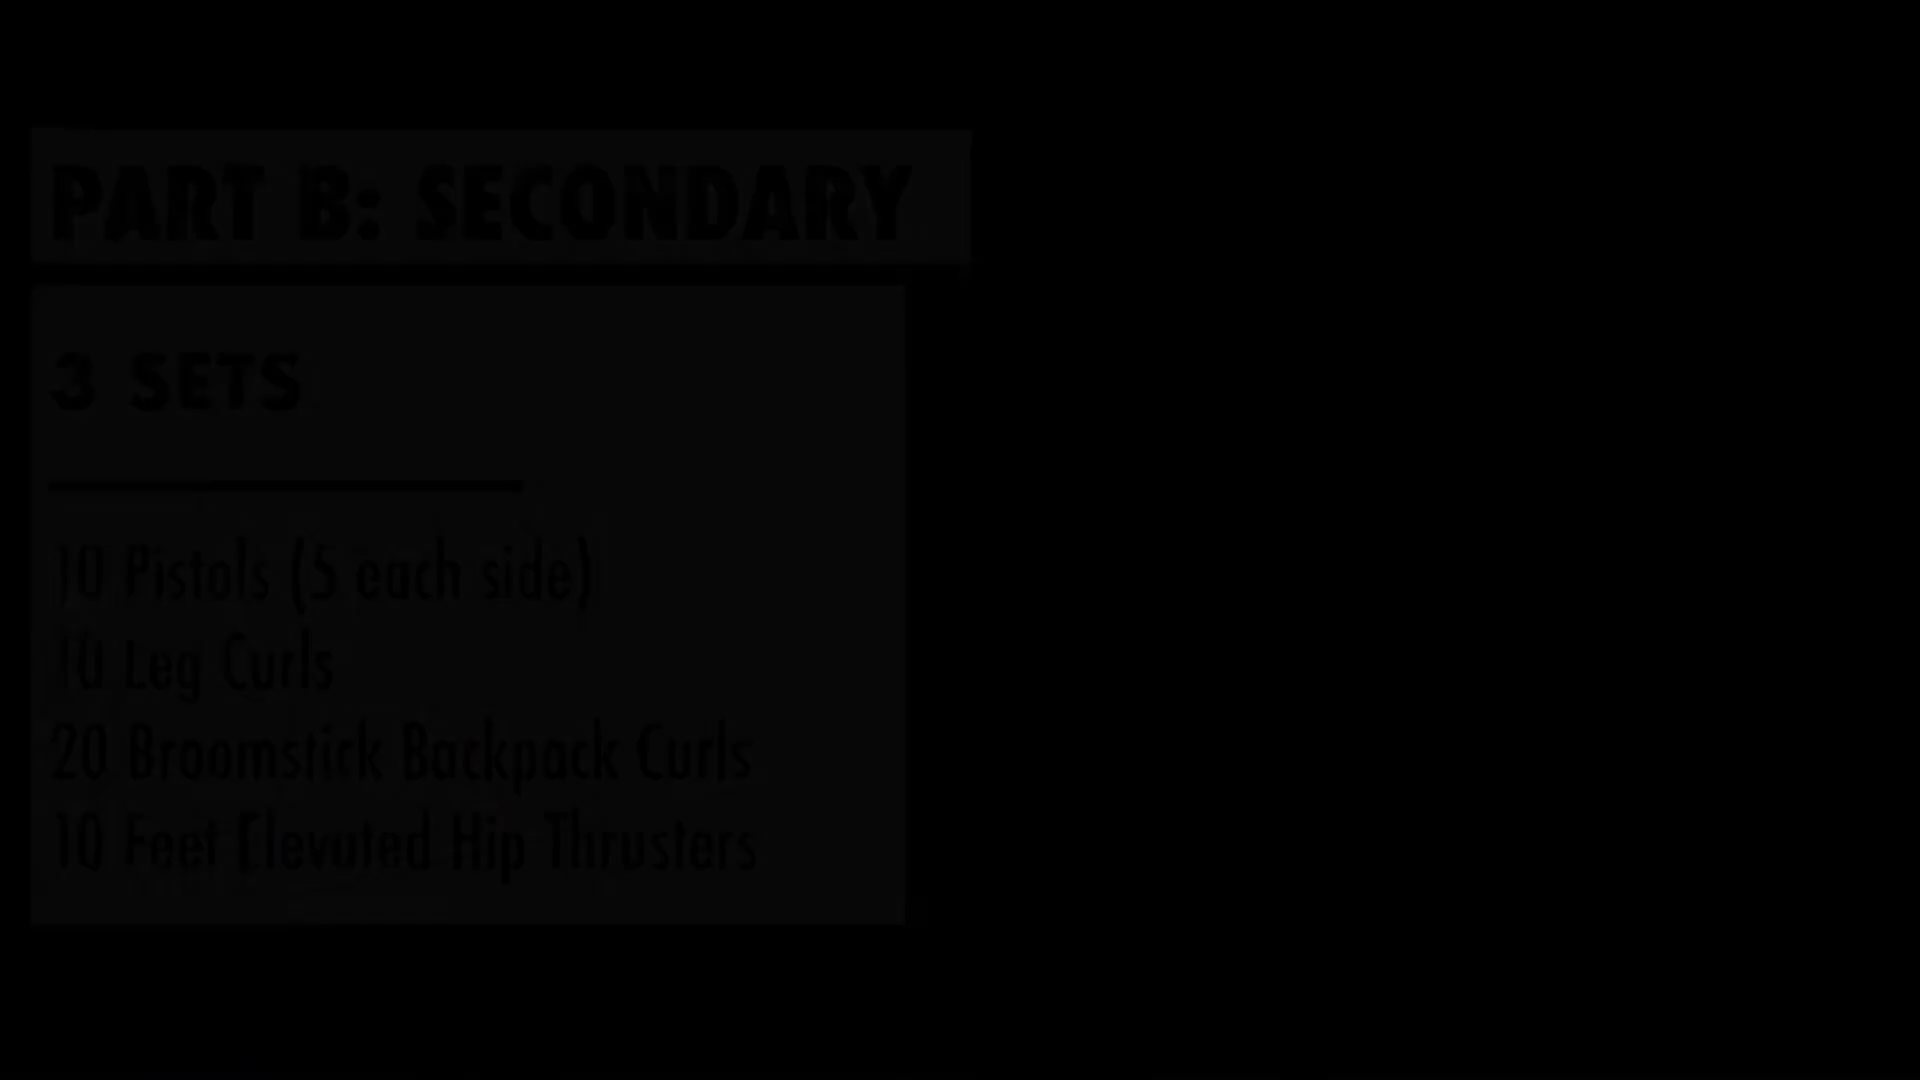 PART B: SECONDARY
3 SETS
10 Pistols (5 each side)
10 Leg Curls
20 Broomstick Backpack Curls
10 Feet Elevated Hip Thrusters